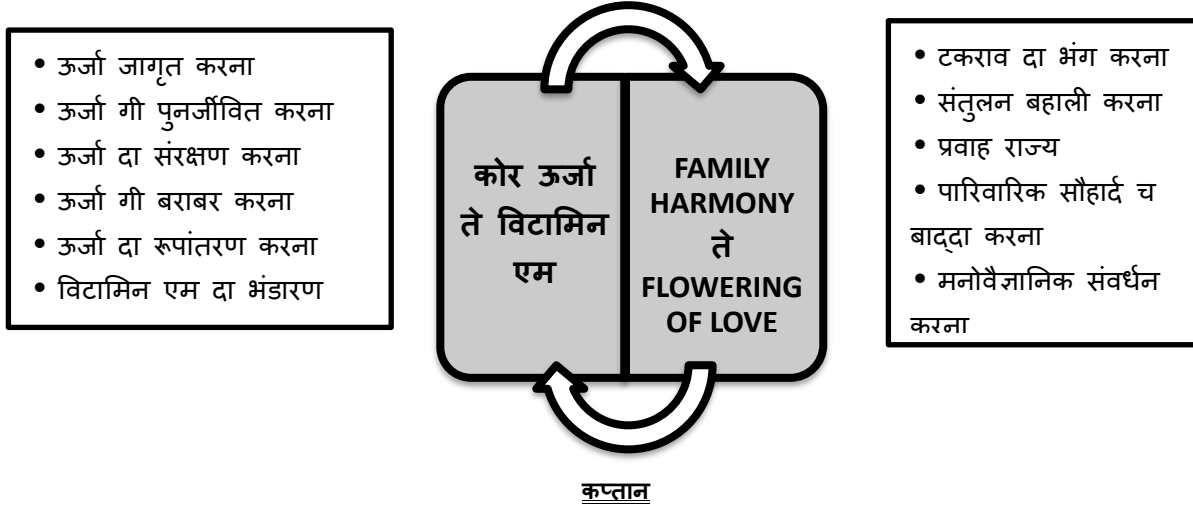 • ऊर्जा जागृत करना
• ऊर्जा गी पुनर्जीवित करना
• ऊर्जा दा संरक्षण करना
• ऊर्जा गी बराबर करना
• ऊर्जा दा रूपांतरण करना
• विटामिन एम दा भंडारण
कोर ऊर्जा
ते विटामिन
एम
FAMILY
HARMONY
ते
FLOWERING
OF LOVE
• टकराव दा भंग करना
• संतुलन बहाली करना
• प्रवाह राज्य
• पारिवारिक सौहार्द च
बाद्दा करना
• मनोवैज्ञानिक संवर्धन
करना
कप्तान